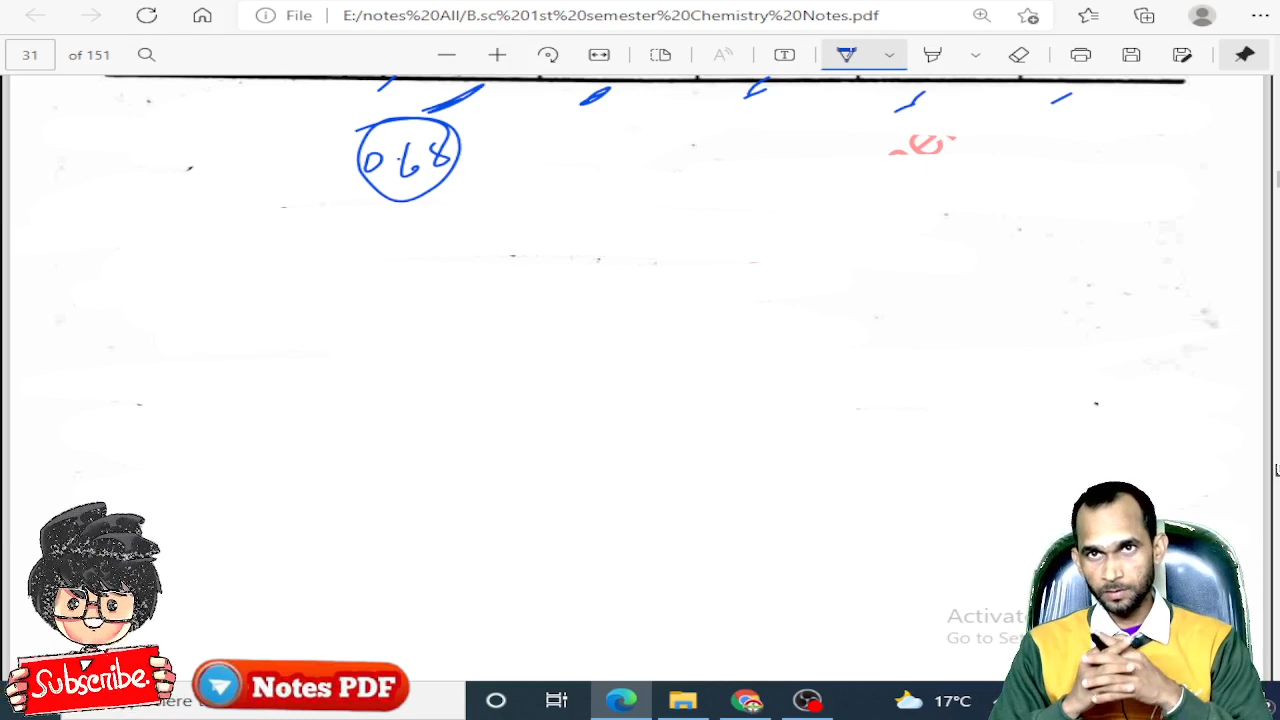 File E:/notes%20All/B.sc%201st%20semester%20Chemistry%20Notes.pdf
31 of 151
0.68
Activat
Go to Set
Subscribe.
Notes PDF
17°C